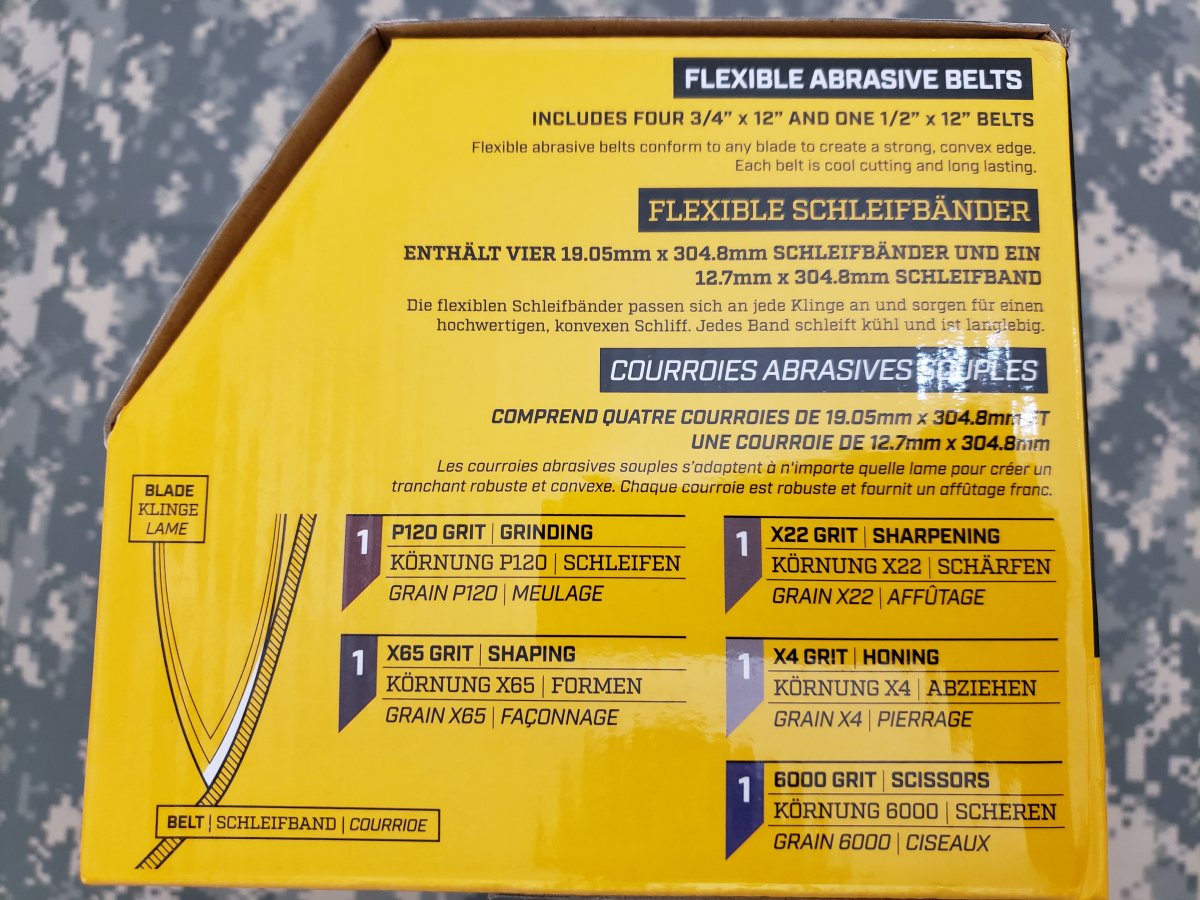 FLEXIBLE ABRASIVE BELTS
INCLUDES FOUR 3/4” x 12” AND ONE 1/2” x 12” BELTS
Flexible abrasive belts conform to any blade to create a strong, convex edge.
Each belt is cool cutting and long lasting.
FLEXIBLE SCHLEIFBÄNDER
ENTHÄLT VIER 19.05mm x 304.8mm SCHLEIFBÄNDER UND EIN
12.7mm x 304.8mm SCHLEIFBAND
Die flexiblen Schleifbänder passen sich an jede Klinge an und sorgen für einen
hochwertigen, konvexen Schliff. Jedes Band schleift kühl und ist langlebig.
COURROIES ABRASIVES SOUPLES
COMPREND QUATRE COURROIES DE 19.05mm x 304.8mm ET
UNE COURROIE DE 12.7mm x 304.8mm
Les courroies abrasives souples s’adaptent à n'importe quelle lame pour créer un
tranchant robuste et convexe. Chaque courroie est robuste et fournit un affûtage franc.
BLADE
KLINGE
LAME
1
P120 GRIT | GRINDING
KÖRNUNG P120 | SCHLEIFEN
GRAIN P120 | MEULAGE
1
X65 GRIT | SHAPING
KÖRNUNG X65 | FORMEN
GRAIN X65 | FAÇONNAGE
1
X22 GRIT | SHARPENING
KÖRNUNG X22 | SCHÄRFEN
GRAIN X22 | AFFÛTAGE
1
X4 GRIT | HONING
KÖRNUNG X4 | ABZIEHEN
GRAIN X4 | PIERRAGE
1
6000 GRIT | SCISSORS
KÖRNUNG 6000 | SCHEREN
GRAIN 6000 | CISEAUX
BELT | SCHLEIFBAND | COURRIOE